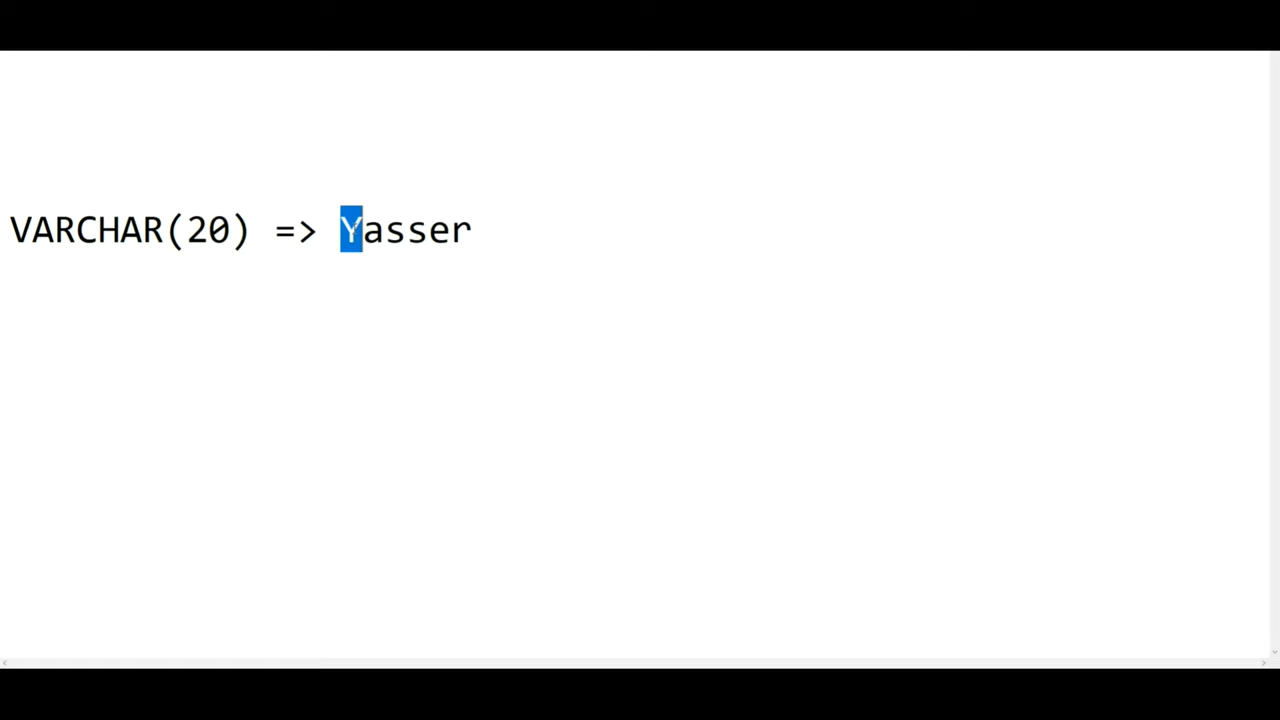 VARCHAR(20) => Yasser